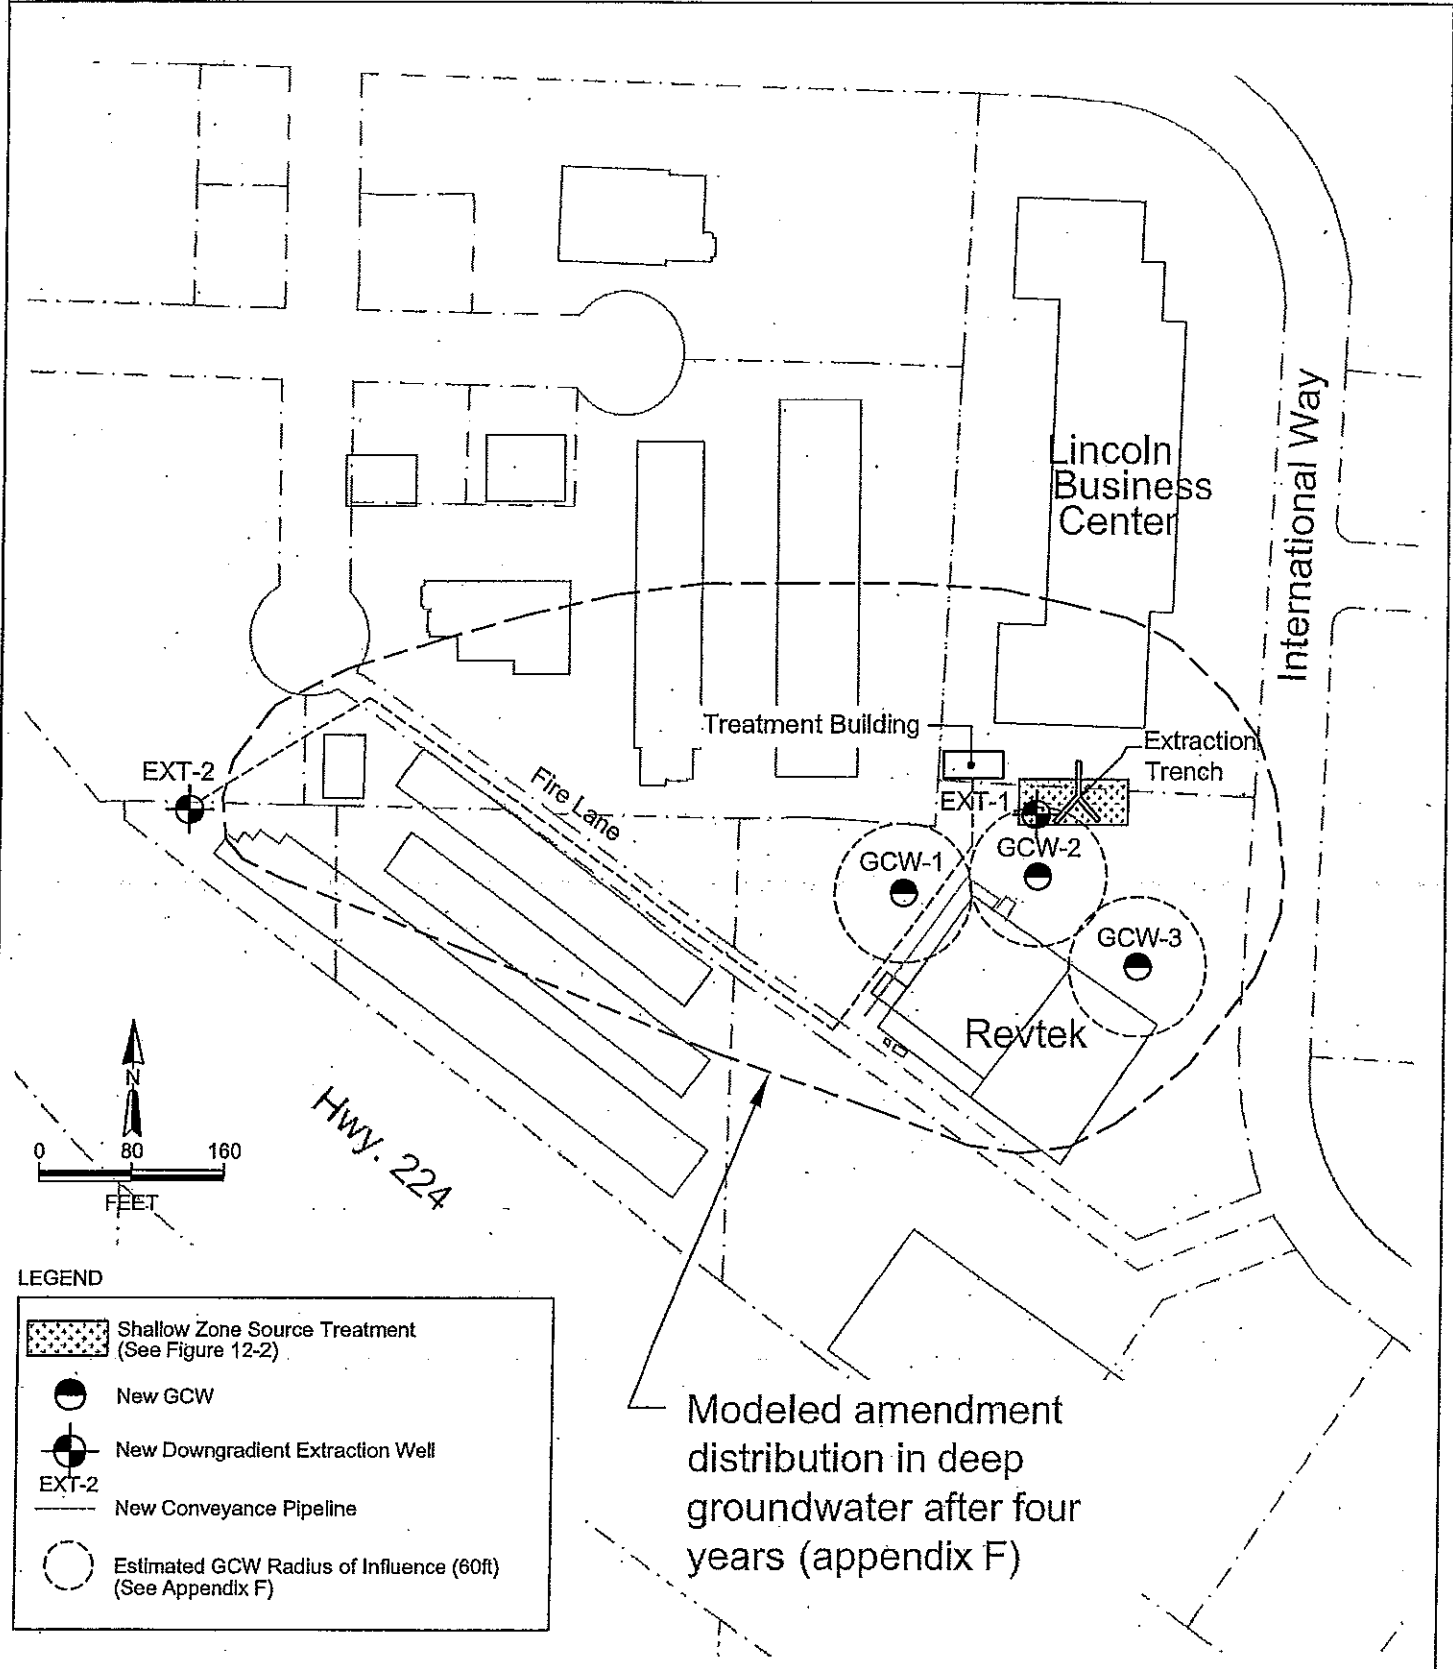 Lincoln
Business
Center
International Way
Treatment Building
Extraction
Trench
EXT-2
EXT-1
Fire Lane
GCW-1
GCW-2
GCW-3
Revtek
N
0 80 160
FEET
Hwy. 224
LEGEND
Shallow Zone Source Treatment
(See Figure 12-2)
New GCW
New Downgradient Extraction Well
EXT-2
New Conveyance Pipeline
Estimated GCW Radius of Influence (60ft)
(See Appendix F)
Modeled amendment
distribution in deep
groundwater after four
years (appendix F)